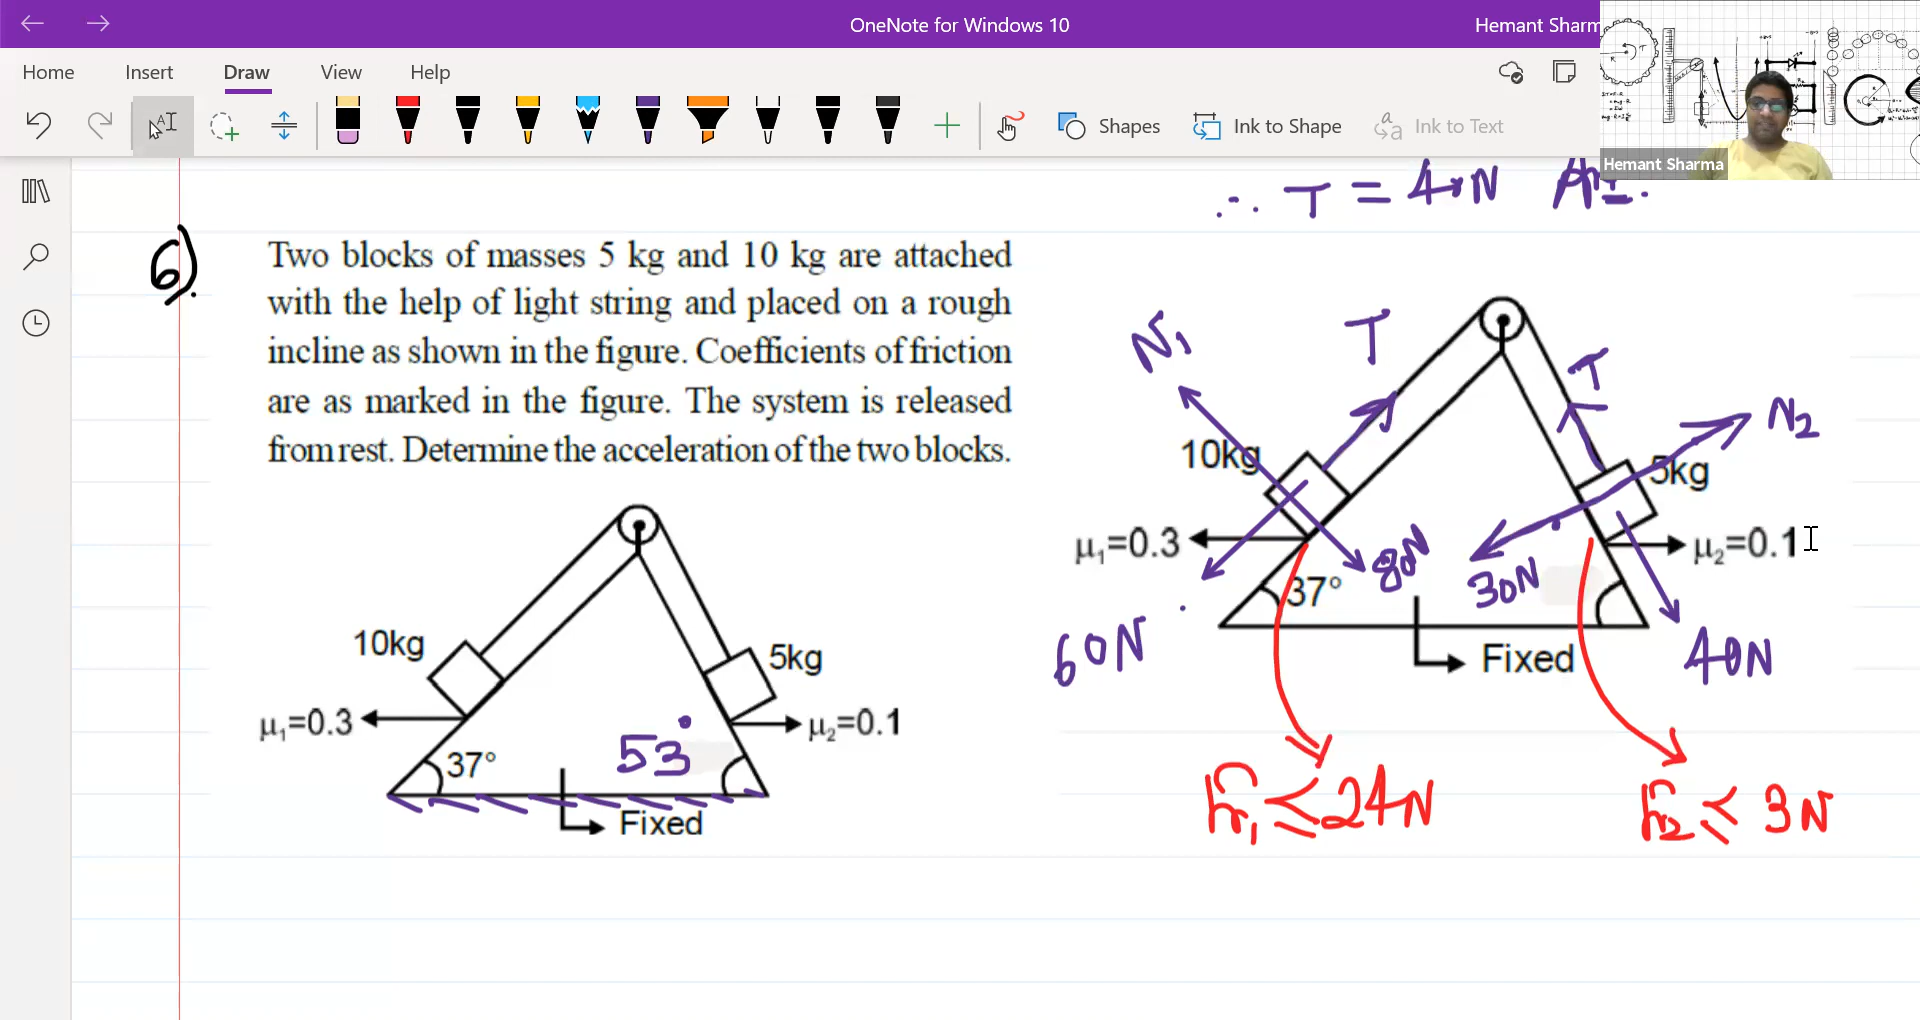 OneNote for Windows 10
Hemant Sharm
Home Insert Draw View Help
Shapes Ink to Shape Ink to Text
Hemant Sharma
∴ T = 40N Ans.
6).
Two blocks of masses 5 kg and 10 kg are attached
with the help of light string and placed on a rough
incline as shown in the figure. Coefficients of friction
are as marked in the figure. The system is released
from rest. Determine the acceleration of the two blocks.
10kg
5kg
μ₁=0.3
μ₂=0.1
37°
53°
Fixed
N₁
T
T
N₂
10kg
5kg
μ₁=0.3
μ₂=0.1
80N
30N
37°
60N
40N
Fixed
fr₁ ≤ 24N
fr₂ ≤ 3N